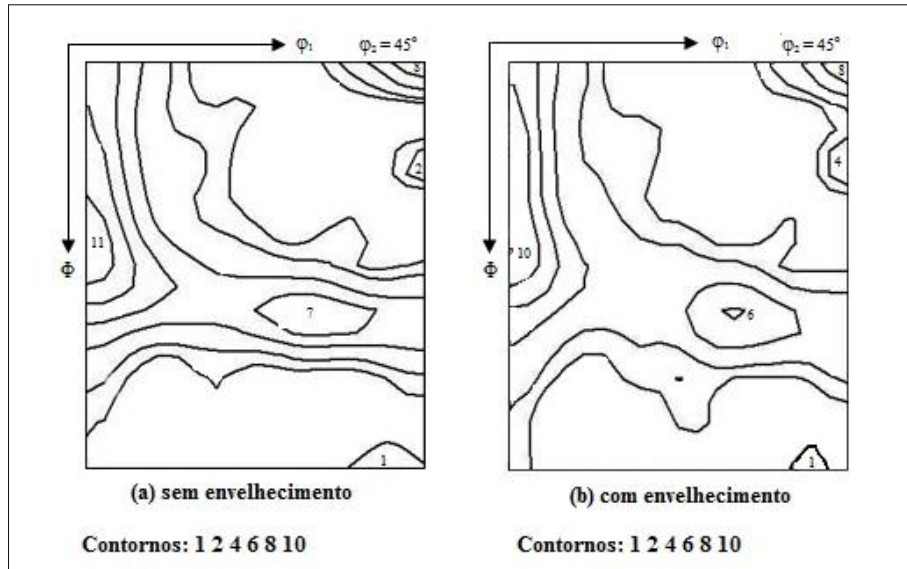 φ₁ φ₂ = 45°
8
2
11
Φ
7
1
(a) sem envelhecimento
Contornos: 1 2 4 6 8 10
φ₁ φ₂ = 45°
8
4
10
Φ
6
1
(b) com envelhecimento
Contornos: 1 2 4 6 8 10